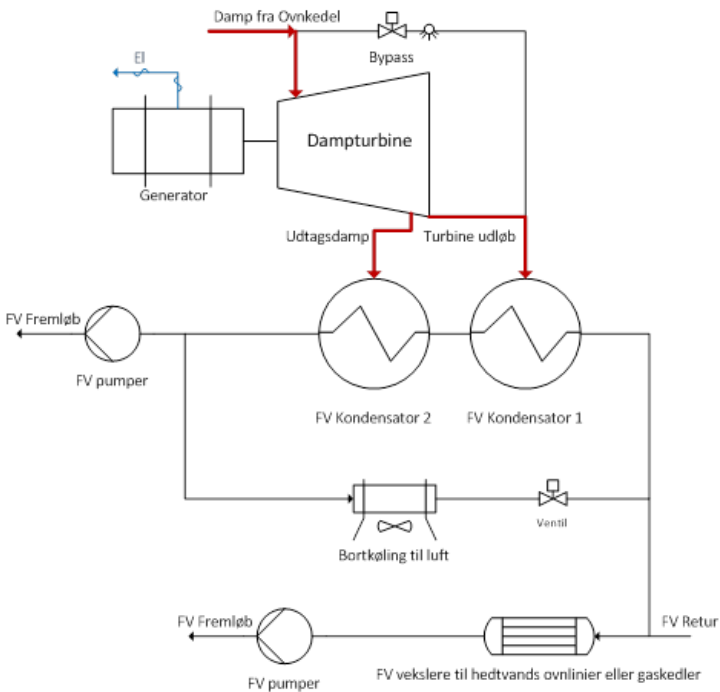 Damp fra Ovnkedel
El
Bypass
Dampturbine
Generator
Udtagsdamp
Turbine udløb
FV Fremløb
FV pumper
FV Kondensator 2
FV Kondensator 1
Ventil
Bortkøling til luft
FV Fremløb
FV Retur
FV pumper
FV vekslere til hedtvands ovnlinier eller gaskedler